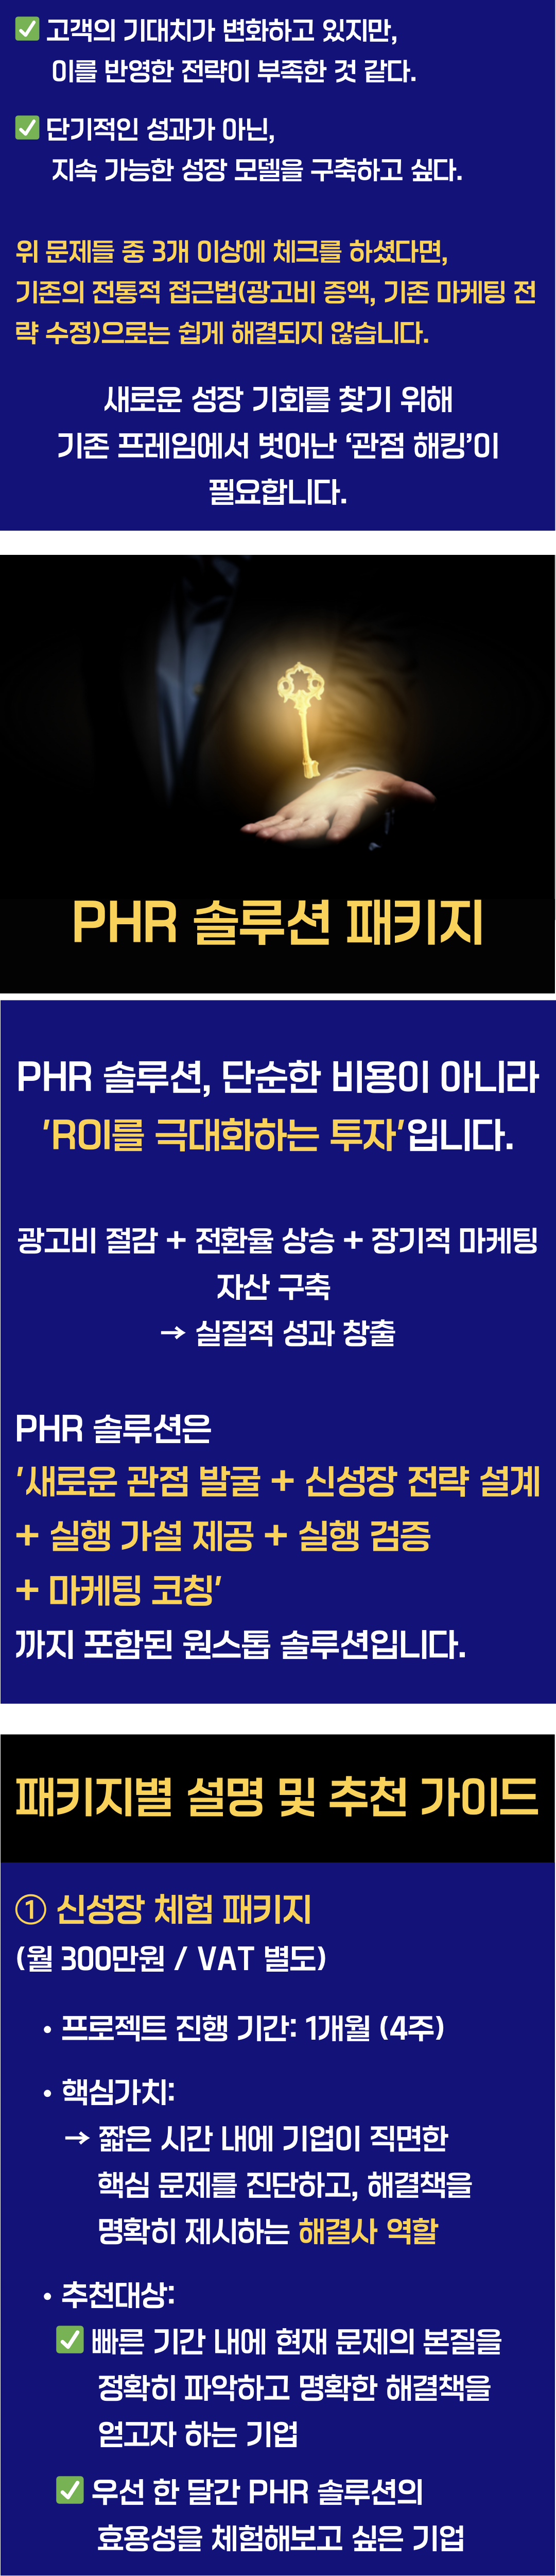 ✅ 고객의 기대치가 변화하고 있지만,
이를 반영한 전략이 부족한 것 같다.
✅ 단기적인 성과가 아닌,
지속 가능한 성장 모델을 구축하고 싶다.
위 문제들 중 3개 이상에 체크를 하셨다면,
기존의 전통적 접근법(광고비 증액, 기존 마케팅 전
략 수정)으로는 쉽게 해결되지 않습니다.
새로운 성장 기회를 찾기 위해
기존 프레임에서 벗어난 ‘관점 해킹’이
필요합니다.
PHR 솔루션 패키지
PHR 솔루션, 단순한 비용이 아니라
'ROI를 극대화하는 투자'입니다.
광고비 절감 + 전환율 상승 + 장기적 마케팅
자산 구축
→ 실질적 성과 창출
PHR 솔루션은
'새로운 관점 발굴 + 신성장 전략 설계
+ 실행 가설 제공 + 실행 검증
+ 마케팅 코칭'
까지 포함된 원스톱 솔루션입니다.
패키지별 설명 및 추천 가이드
① 신성장 체험 패키지
(월 300만원 / VAT 별도)
• 프로젝트 진행 기간: 1개월 (4주)
• 핵심가치:
→ 짧은 시간 내에 기업이 직면한
핵심 문제를 진단하고, 해결책을
명확히 제시하는 해결사 역할
• 추천대상:
✅ 빠른 기간 내에 현재 문제의 본질을
정확히 파악하고 명확한 해결책을
얻고자 하는 기업
✅ 우선 한 달간 PHR 솔루션의
효용성을 체험해보고 싶은 기업